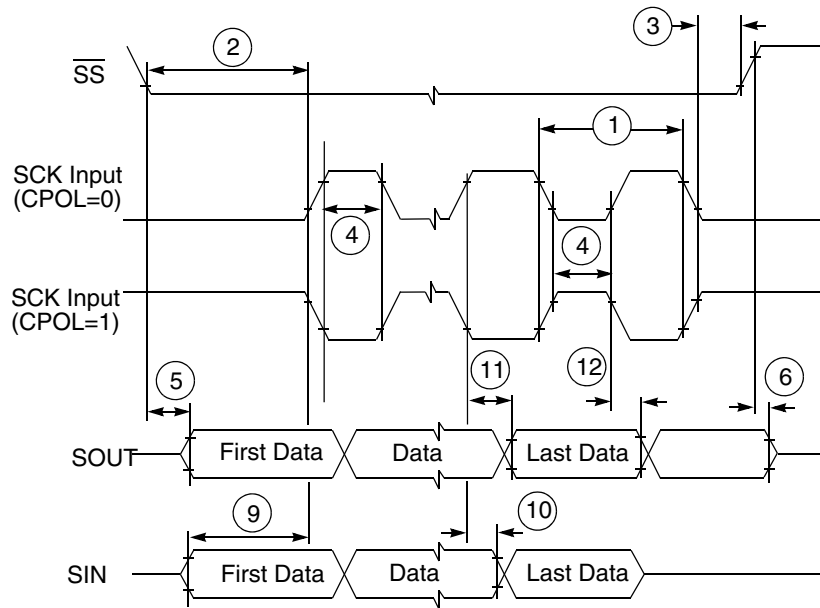 3
2
SS
1
SCK Input
(CPOL=0)
4
4
SCK Input
(CPOL=1)
5
11
12
6
SOUT
First Data
Data
Last Data
9
10
SIN
First Data
Data
Last Data